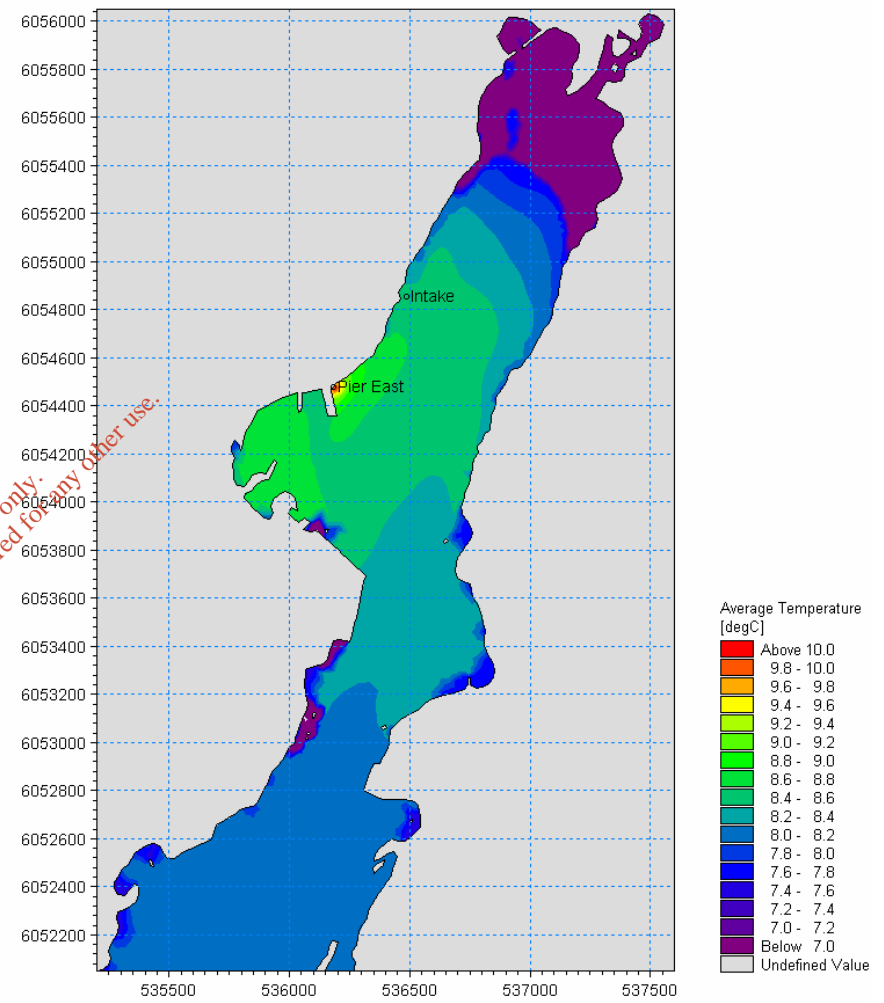 6056000
6055800
6055600
6055400
6055200
6055000
6054800
6054600
6054400
6054200
6054000
6053800
6053600
6053400
6053200
6053000
6052800
6052600
6052400
6052200
535500
536000
536500
537000
537500
Intake
Pier East
only.
red for any other use.
Average Temperature
[degC]
Above 10.0
9.8 - 10.0
9.6 - 9.8
9.4 - 9.6
9.2 - 9.4
9.0 - 9.2
8.8 - 9.0
8.6 - 8.8
8.4 - 8.6
8.2 - 8.4
8.0 - 8.2
7.8 - 8.0
7.6 - 7.8
7.4 - 7.6
7.2 - 7.4
7.0 - 7.2
Below 7.0
Undefined Value